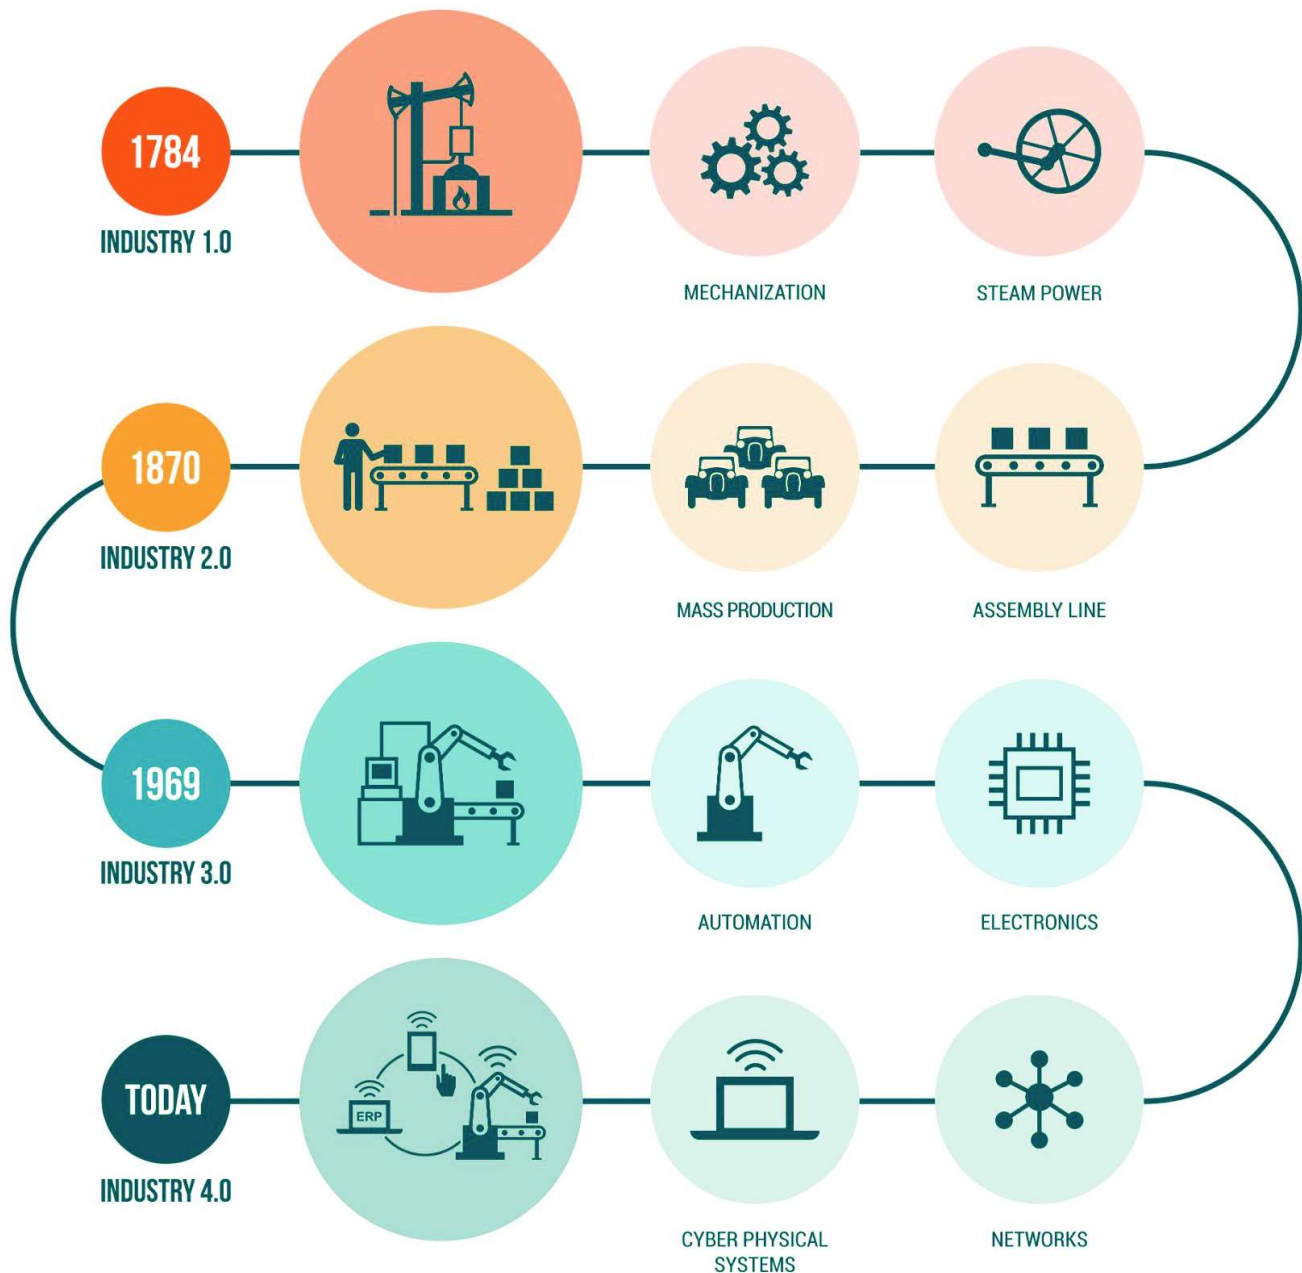 1784
INDUSTRY 1.0
MECHANIZATION
STEAM POWER
1870
INDUSTRY 2.0
MASS PRODUCTION
ASSEMBLY LINE
1969
INDUSTRY 3.0
AUTOMATION
ELECTRONICS
TODAY
INDUSTRY 4.0
ERP
CYBER PHYSICAL
SYSTEMS
NETWORKS